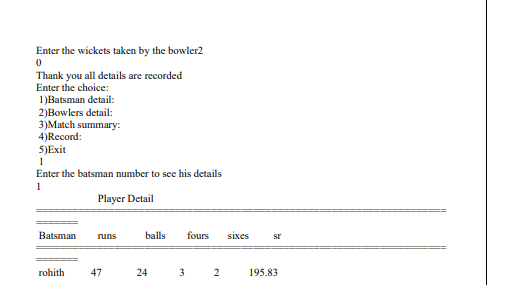 Enter the wickets taken by the bowler2
0
Thank you all details are recorded
Enter the choice:
1)Batsman detail:
2)Bowlers detail:
3)Match summary:
4)Record:
5)Exit
1
Enter the batsman number to see his details
1
Player Detail
Batsman runs balls fours sixes sr
rohith 47 24 3 2 195.83